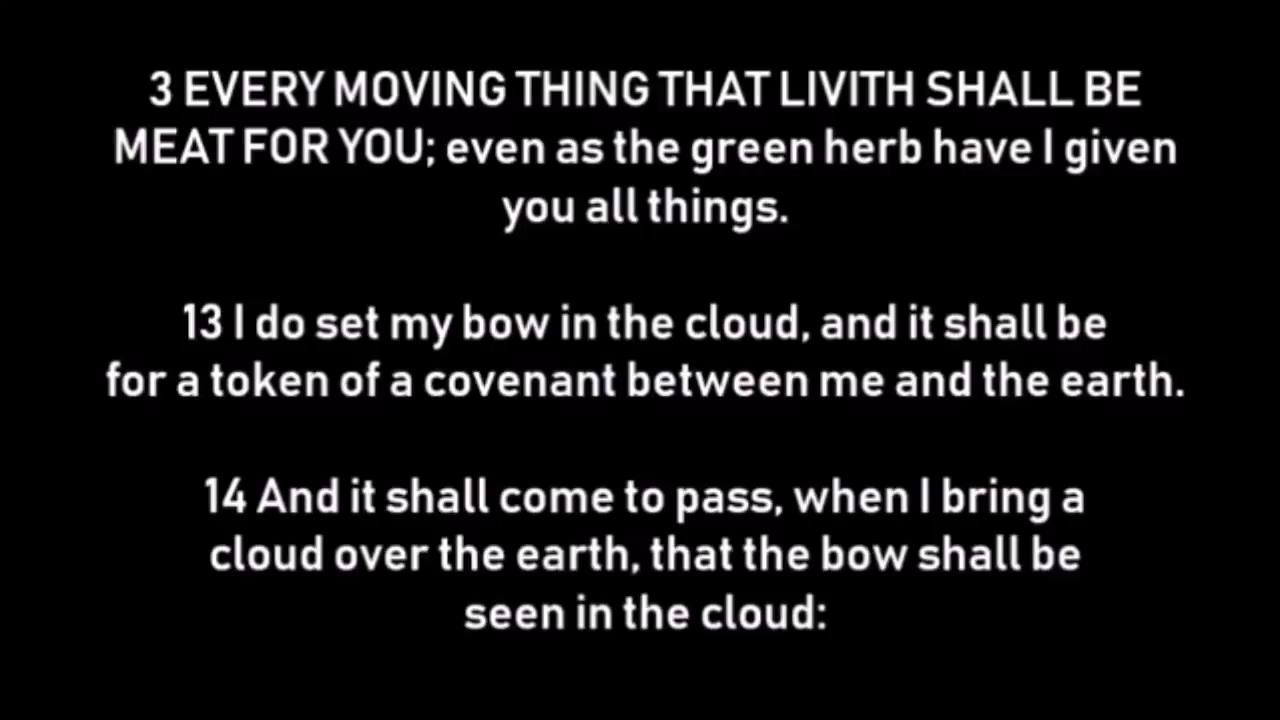 3 EVERY MOVING THING THAT LIVITH SHALL BE
MEAT FOR YOU; even as the green herb have I given
you all things.
13 I do set my bow in the cloud, and it shall be
for a token of a covenant between me and the earth.
14 And it shall come to pass, when I bring a
cloud over the earth, that the bow shall be
seen in the cloud: